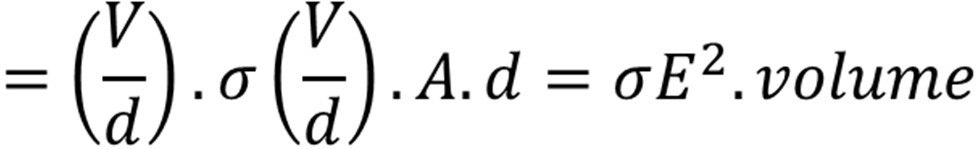 = (V/d) . σ (V/d) . A. d = σE². volume